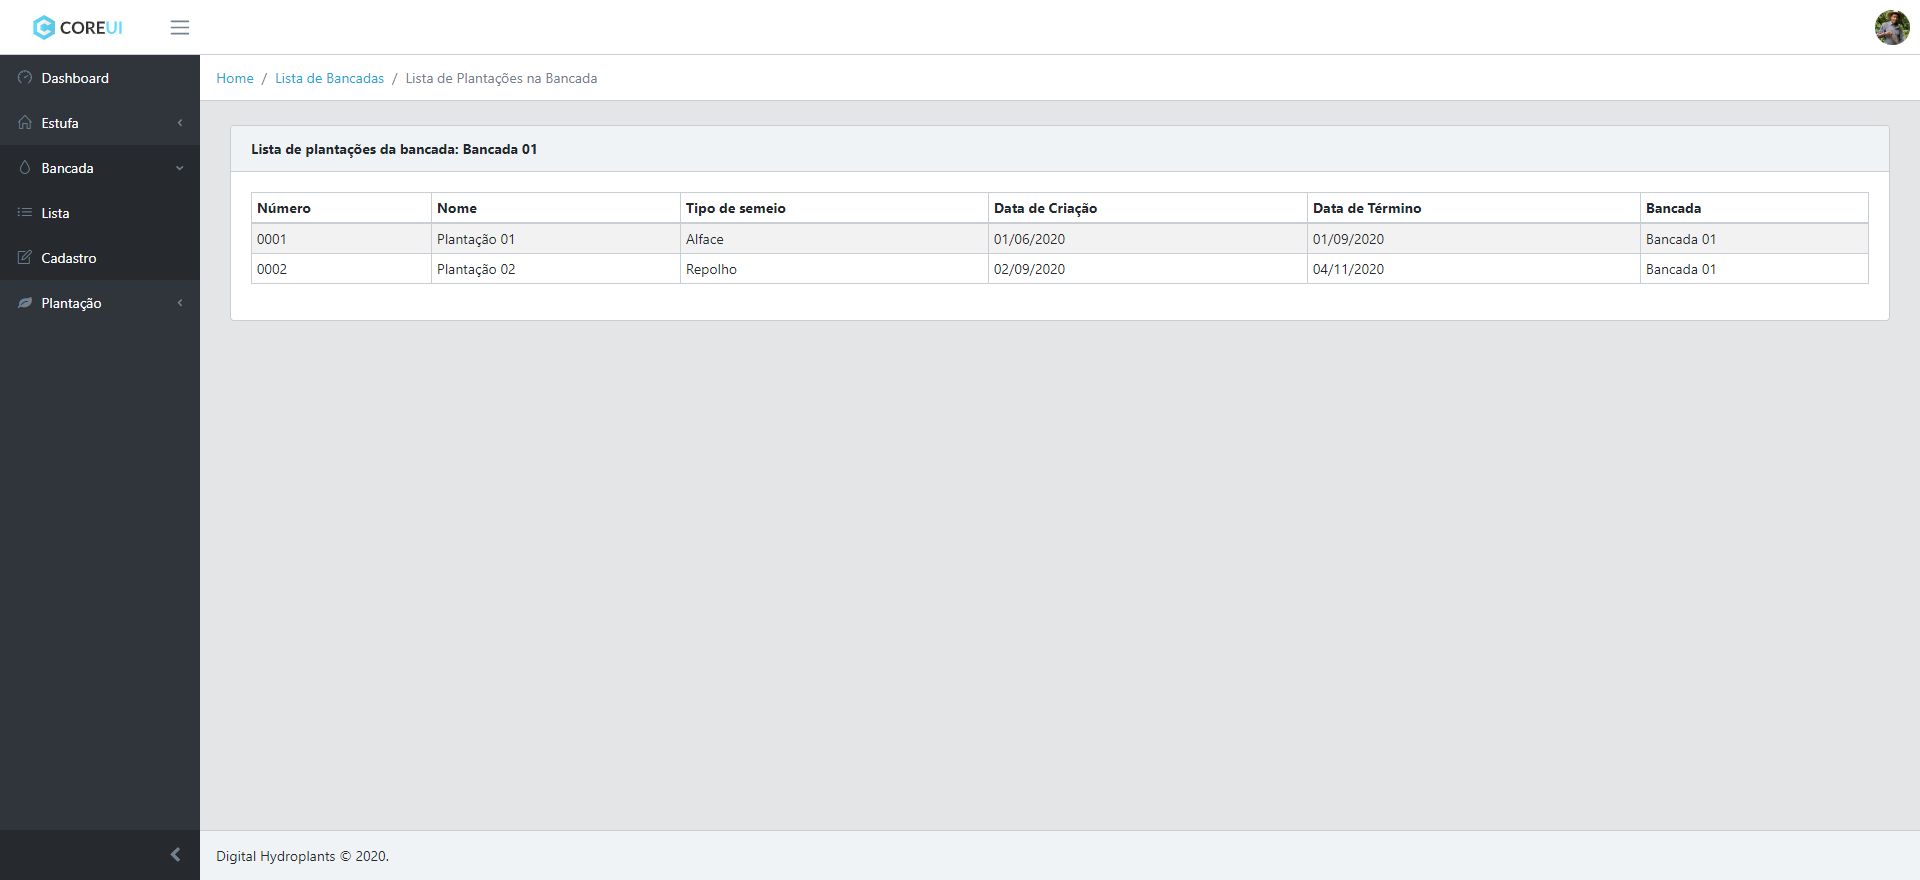 COREUI
Dashboard
Estufa
Bancada
Lista
Cadastro
Plantação
Home / Lista de Bancadas / Lista de Plantações na Bancada
Lista de plantações da bancada: Bancada 01
Número Nome Tipo de semeio Data de Criação Data de Término Bancada
0001 Plantação 01 Alface 01/06/2020 01/09/2020 Bancada 01
0002 Plantação 02 Repolho 02/09/2020 04/11/2020 Bancada 01
Digital Hydroplants © 2020.